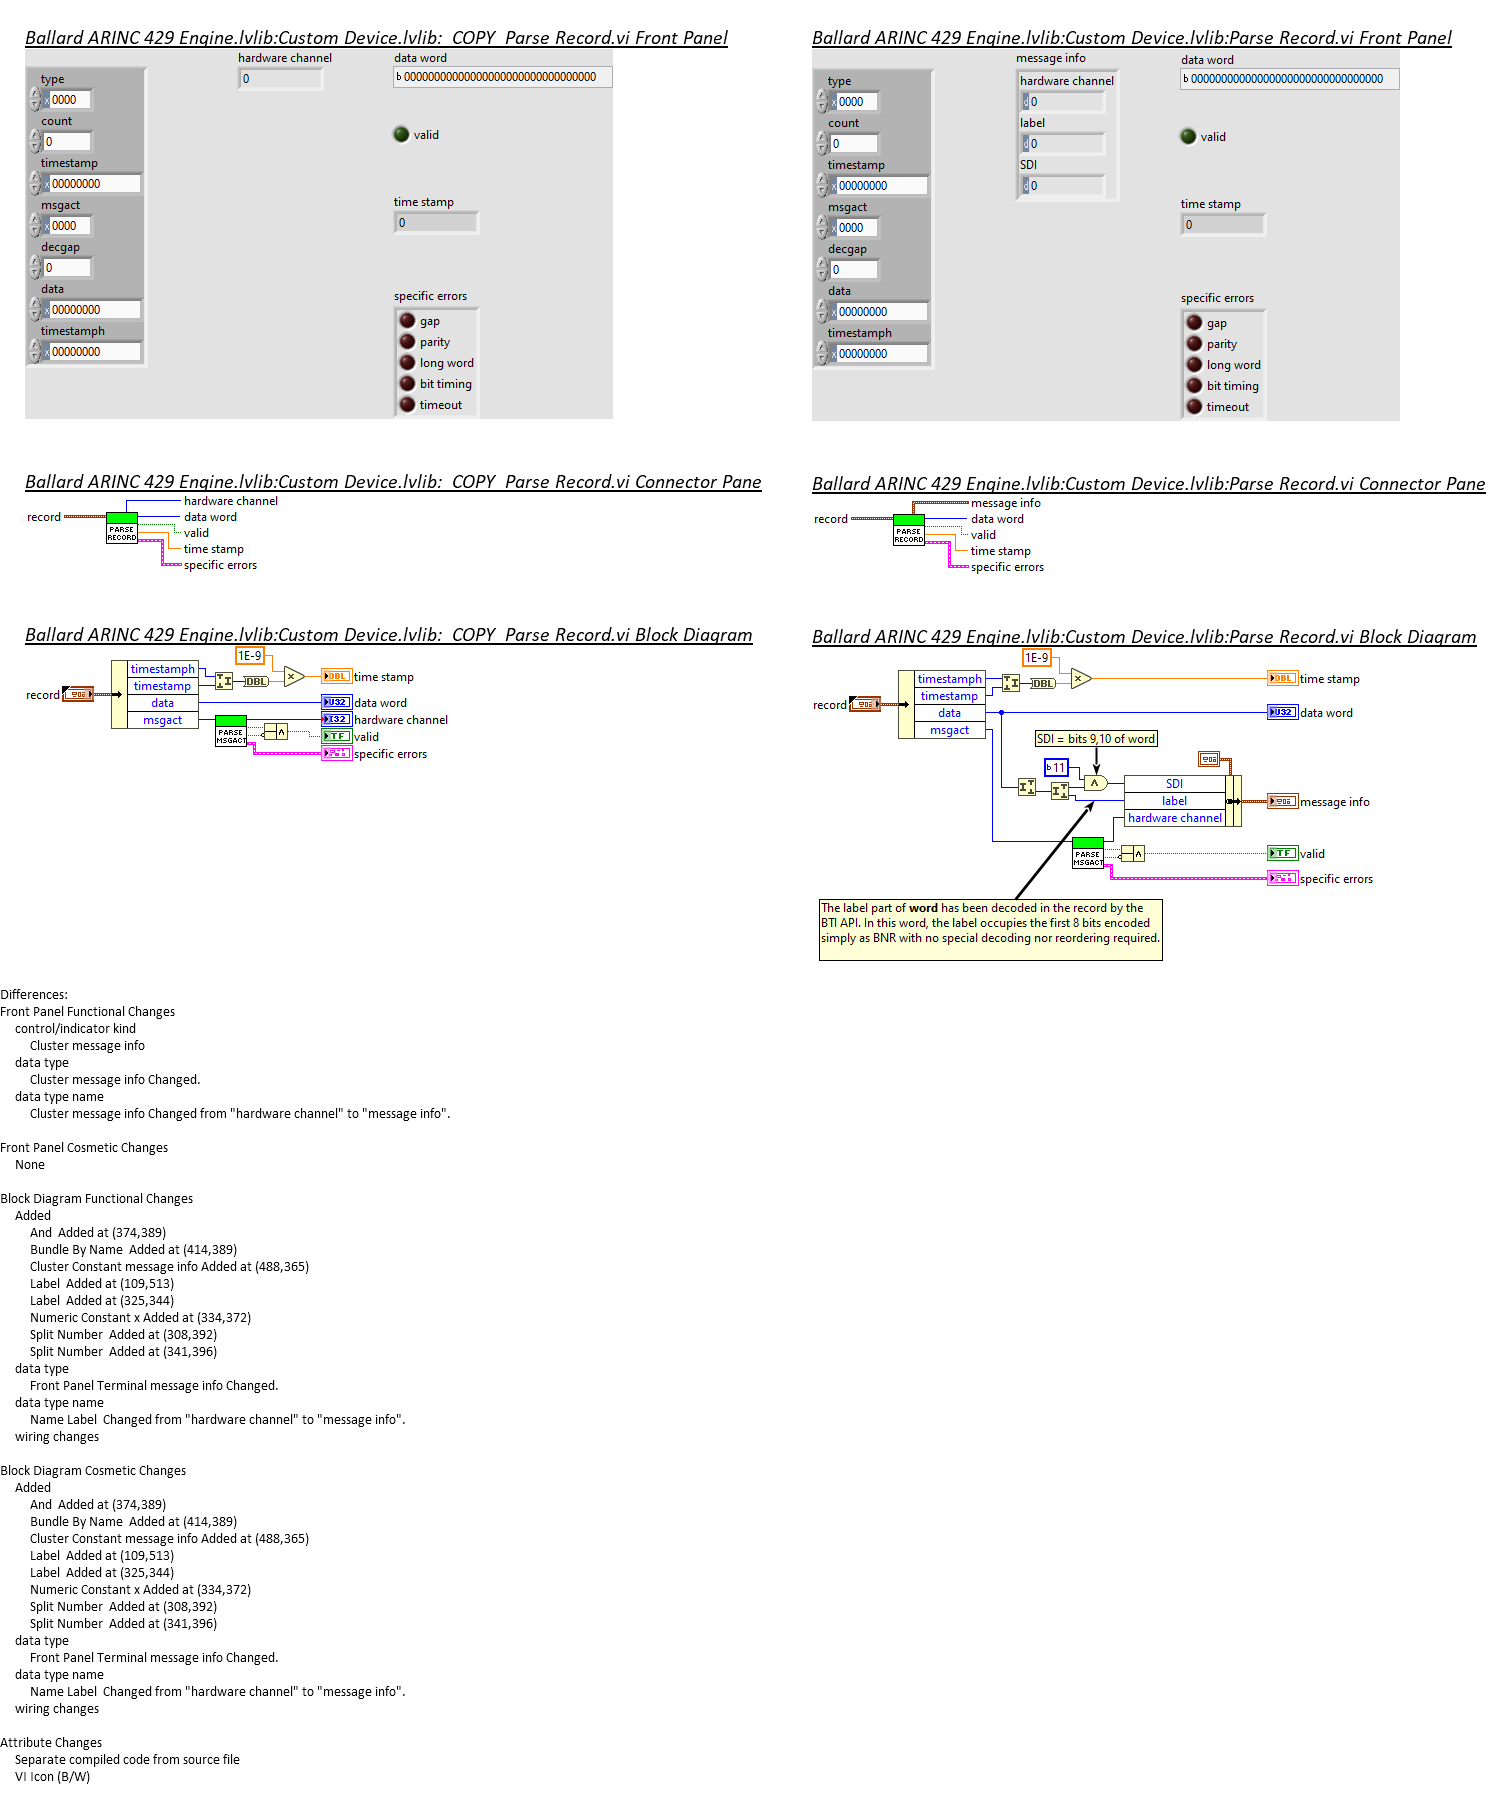 Ballard ARINC 429 Engine.lvlib:Custom Device.lvlib:_COPY_Parse Record.vi Front Panel
hardware channel
0
data word
b 00000000000000000000000000000000
type
x 0000
count
0
timestamp
x 00000000
msgact
x 0000
decgap
0
data
x 00000000
timestamph
x 00000000
valid
time stamp
0
specific errors
gap
parity
long word
bit timing
timeout
Ballard ARINC 429 Engine.lvlib:Custom Device.lvlib:Parse Record.vi Front Panel
message info
hardware channel
d 0
label
d 0
SDI
d 0
data word
b 00000000000000000000000000000000
type
x 0000
count
0
timestamp
x 00000000
msgact
x 0000
decgap
0
data
x 00000000
timestamph
x 00000000
valid
time stamp
0
specific errors
gap
parity
long word
bit timing
timeout
Ballard ARINC 429 Engine.lvlib:Custom Device.lvlib:_COPY_Parse Record.vi Connector Pane
record
PARSE
RECORD
hardware channel
data word
valid
time stamp
specific errors
Ballard ARINC 429 Engine.lvlib:Custom Device.lvlib:Parse Record.vi Connector Pane
record
PARSE
RECORD
message info
data word
valid
time stamp
specific errors
Ballard ARINC 429 Engine.lvlib:Custom Device.lvlib:_COPY_Parse Record.vi Block Diagram
1E-9
record
timestamph
timestamp
data
msgact
DBL
DBL time stamp
U32 data word
I32 hardware channel
PARSE
MSGACT
TF valid
specific errors
Ballard ARINC 429 Engine.lvlib:Custom Device.lvlib:Parse Record.vi Block Diagram
1E-9
record
timestamph
timestamp
data
msgact
DBL
DBL time stamp
U32 data word
SDI = bits 9,10 of word
b 11
SDI
label
hardware channel
message info
PARSE
MSGACT
TF valid
specific errors
The label part of word has been decoded in the record by the
BTI API. In this word, the label occupies the first 8 bits encoded
simply as BNR with no special decoding nor reordering required.
Differences:
Front Panel Functional Changes
control/indicator kind
Cluster message info
data type
Cluster message info Changed.
data type name
Cluster message info Changed from "hardware channel" to "message info".
Front Panel Cosmetic Changes
None
Block Diagram Functional Changes
Added
And  Added at (374,389)
Bundle By Name  Added at (414,389)
Cluster Constant message info Added at (488,365)
Label  Added at (109,513)
Label  Added at (325,344)
Numeric Constant x Added at (334,372)
Split Number  Added at (308,392)
Split Number  Added at (341,396)
data type
Front Panel Terminal message info Changed.
data type name
Name Label  Changed from "hardware channel" to "message info".
wiring changes
Block Diagram Cosmetic Changes
Added
And  Added at (374,389)
Bundle By Name  Added at (414,389)
Cluster Constant message info Added at (488,365)
Label  Added at (109,513)
Label  Added at (325,344)
Numeric Constant x Added at (334,372)
Split Number  Added at (308,392)
Split Number  Added at (341,396)
data type
Front Panel Terminal message info Changed.
data type name
Name Label  Changed from "hardware channel" to "message info".
wiring changes
Attribute Changes
Separate compiled code from source file
VI Icon (B/W)